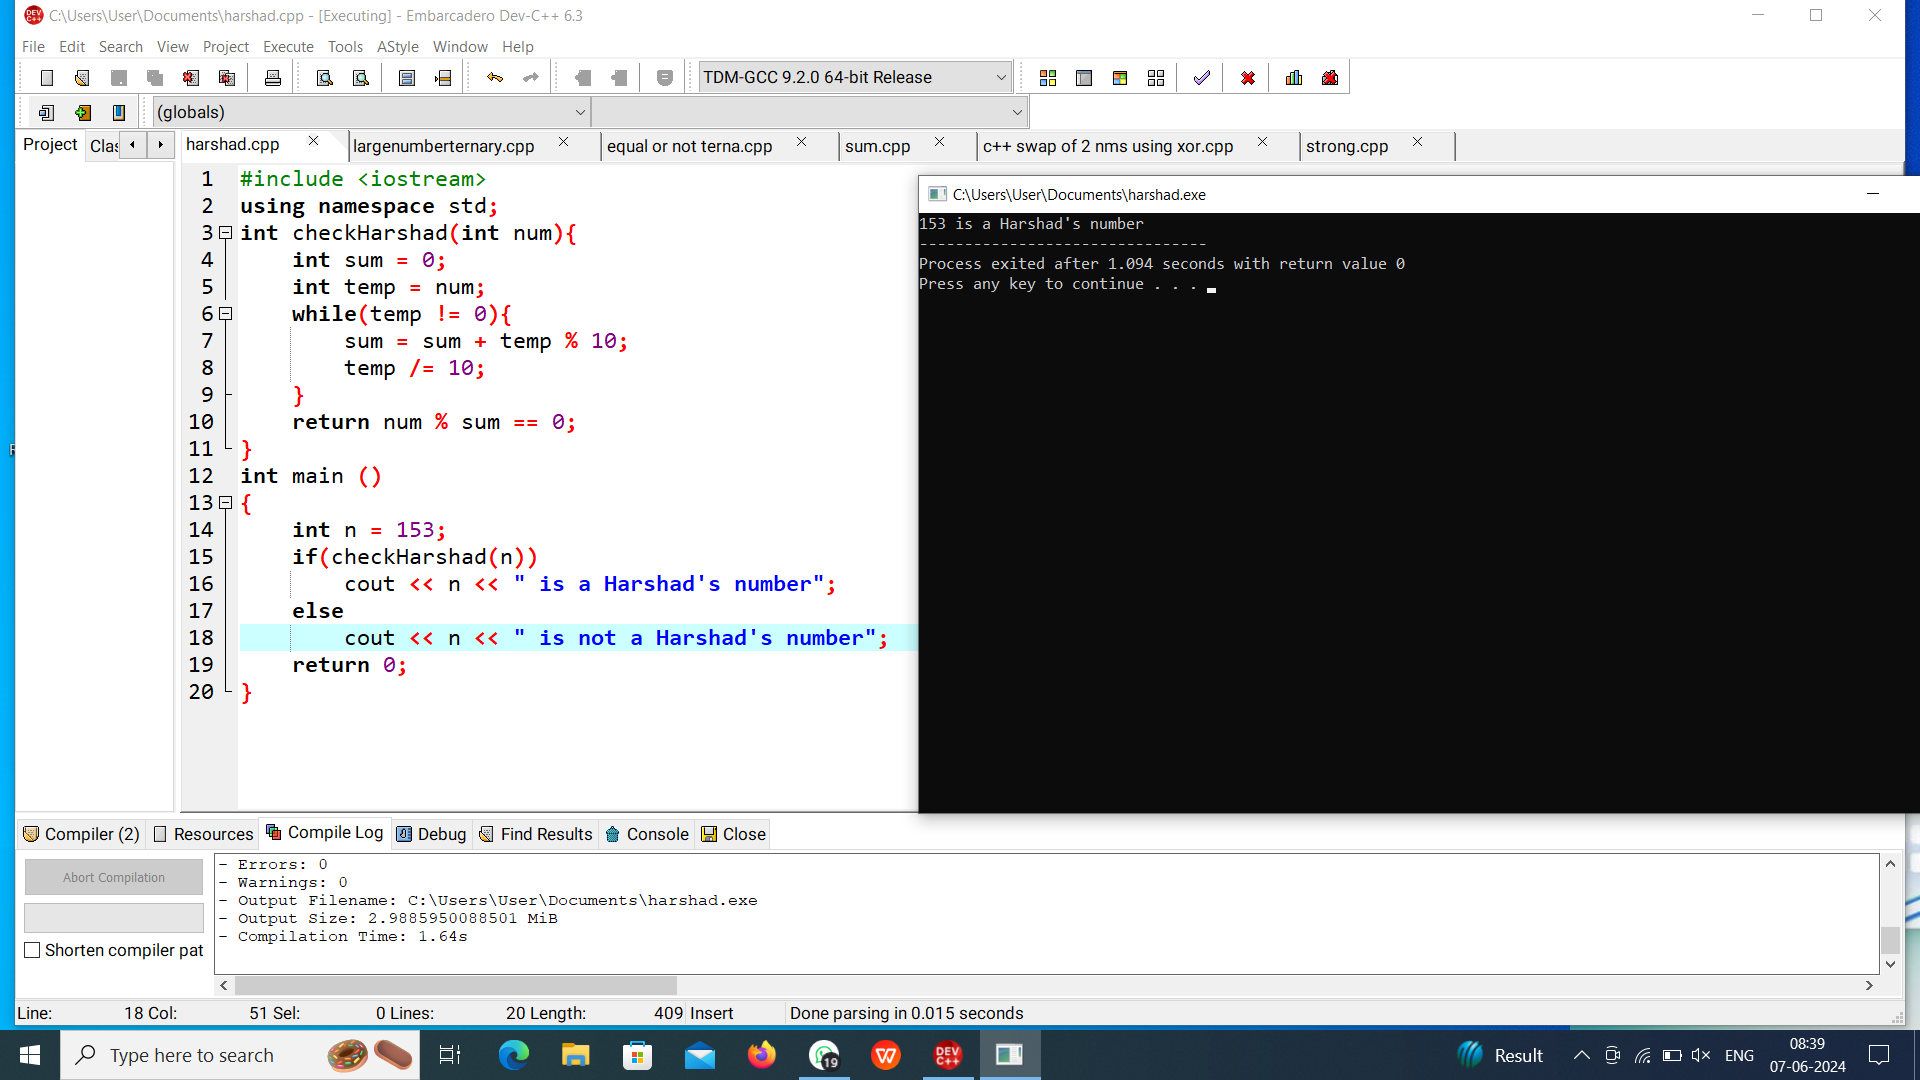 C:\Users\User\Documents\harshad.cpp - [Executing] - Embarcadero Dev-C++ 6.3
File Edit Search View Project Execute Tools AStyle Window Help
TDM-GCC 9.2.0 64-bit Release
(globals)
Project Clas harshad.cpp largenumberternary.cpp equal or not terna.cpp sum.cpp c++ swap of 2 nms using xor.cpp strong.cpp
1 #include <iostream>
2 using namespace std;
3 int checkHarshad(int num){
4 int sum = 0;
5 int temp = num;
6 while(temp != 0){
7 sum = sum + temp % 10;
8 temp /= 10;
9 }
10 return num % sum == 0;
11 }
12 int main ()
13 {
14 int n = 153;
15 if(checkHarshad(n))
16 cout << n << " is a Harshad's number";
17 else
18 cout << n << " is not a Harshad's number";
19 return 0;
20 }
C:\Users\User\Documents\harshad.exe
153 is a Harshad's number
--------------------------------
Process exited after 1.094 seconds with return value 0
Press any key to continue . . .
Compiler (2) Resources Compile Log Debug Find Results Console Close
Abort Compilation
Shorten compiler pat
- Errors: 0
- Warnings: 0
- Output Filename: C:\Users\User\Documents\harshad.exe
- Output Size: 2.9885950088501 MiB
- Compilation Time: 1.64s
Line: 18 Col: 51 Sel: 0 Lines: 20 Length: 409 Insert Done parsing in 0.015 seconds
Type here to search
19
DEV C++
Result
ENG
08:39
07-06-2024